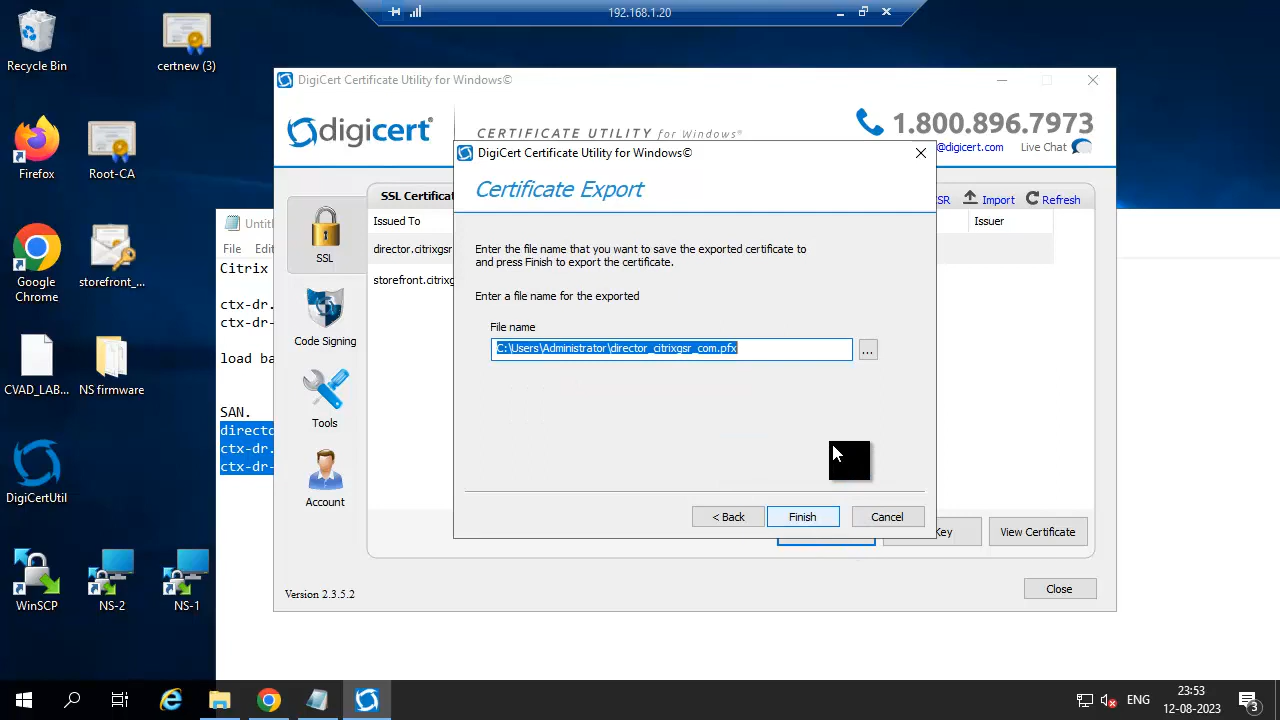 192.168.1.20
Recycle Bin
certnew (3)
Firefox
Root-CA
Google
Chrome
storefront_...
CVAD_LAB...
NS firmware
DigiCertUtil
WinSCP
NS-2
NS-1
File
Edi
Citrix
ctx-dr.
ctx-dr-
load ba
SAN.
directo
ctx-dr.
ctx-dr-
DigiCert Certificate Utility for Windows©
digicert®
CERTIFICATE UTILITY for Windows®
1.800.896.7973
@digicert.com
Live Chat
SSL
Code Signing
Tools
Account
SSL Certificat
SR
Import
Refresh
Issued To
Issuer
director.citrixgsr
storefront.citrixg
DigiCert Certificate Utility for Windows©
Certificate Export
Enter the file name that you want to save the exported certificate to
and press Finish to export the certificate.
Enter a file name for the exported
File name
C:\Users\Administrator\director_citrixgsr_com.pfx
...
< Back
Finish
Cancel
Key
View Certificate
Version 2.3.5.2
Close
ENG
23:53
12-08-2023
3